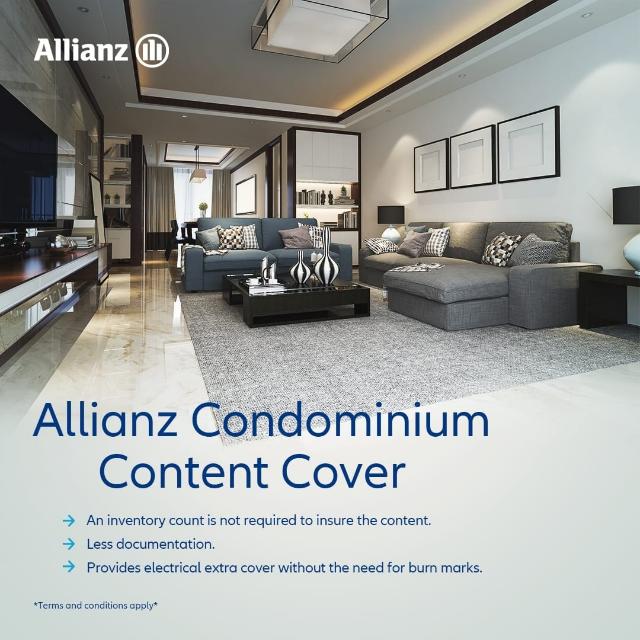 Allianz
Allianz Condominium
Content Cover
An inventory count is not required to insure the content.
Less documentation.
Provides electrical extra cover without the need for burn marks.
*Terms and conditions apply*